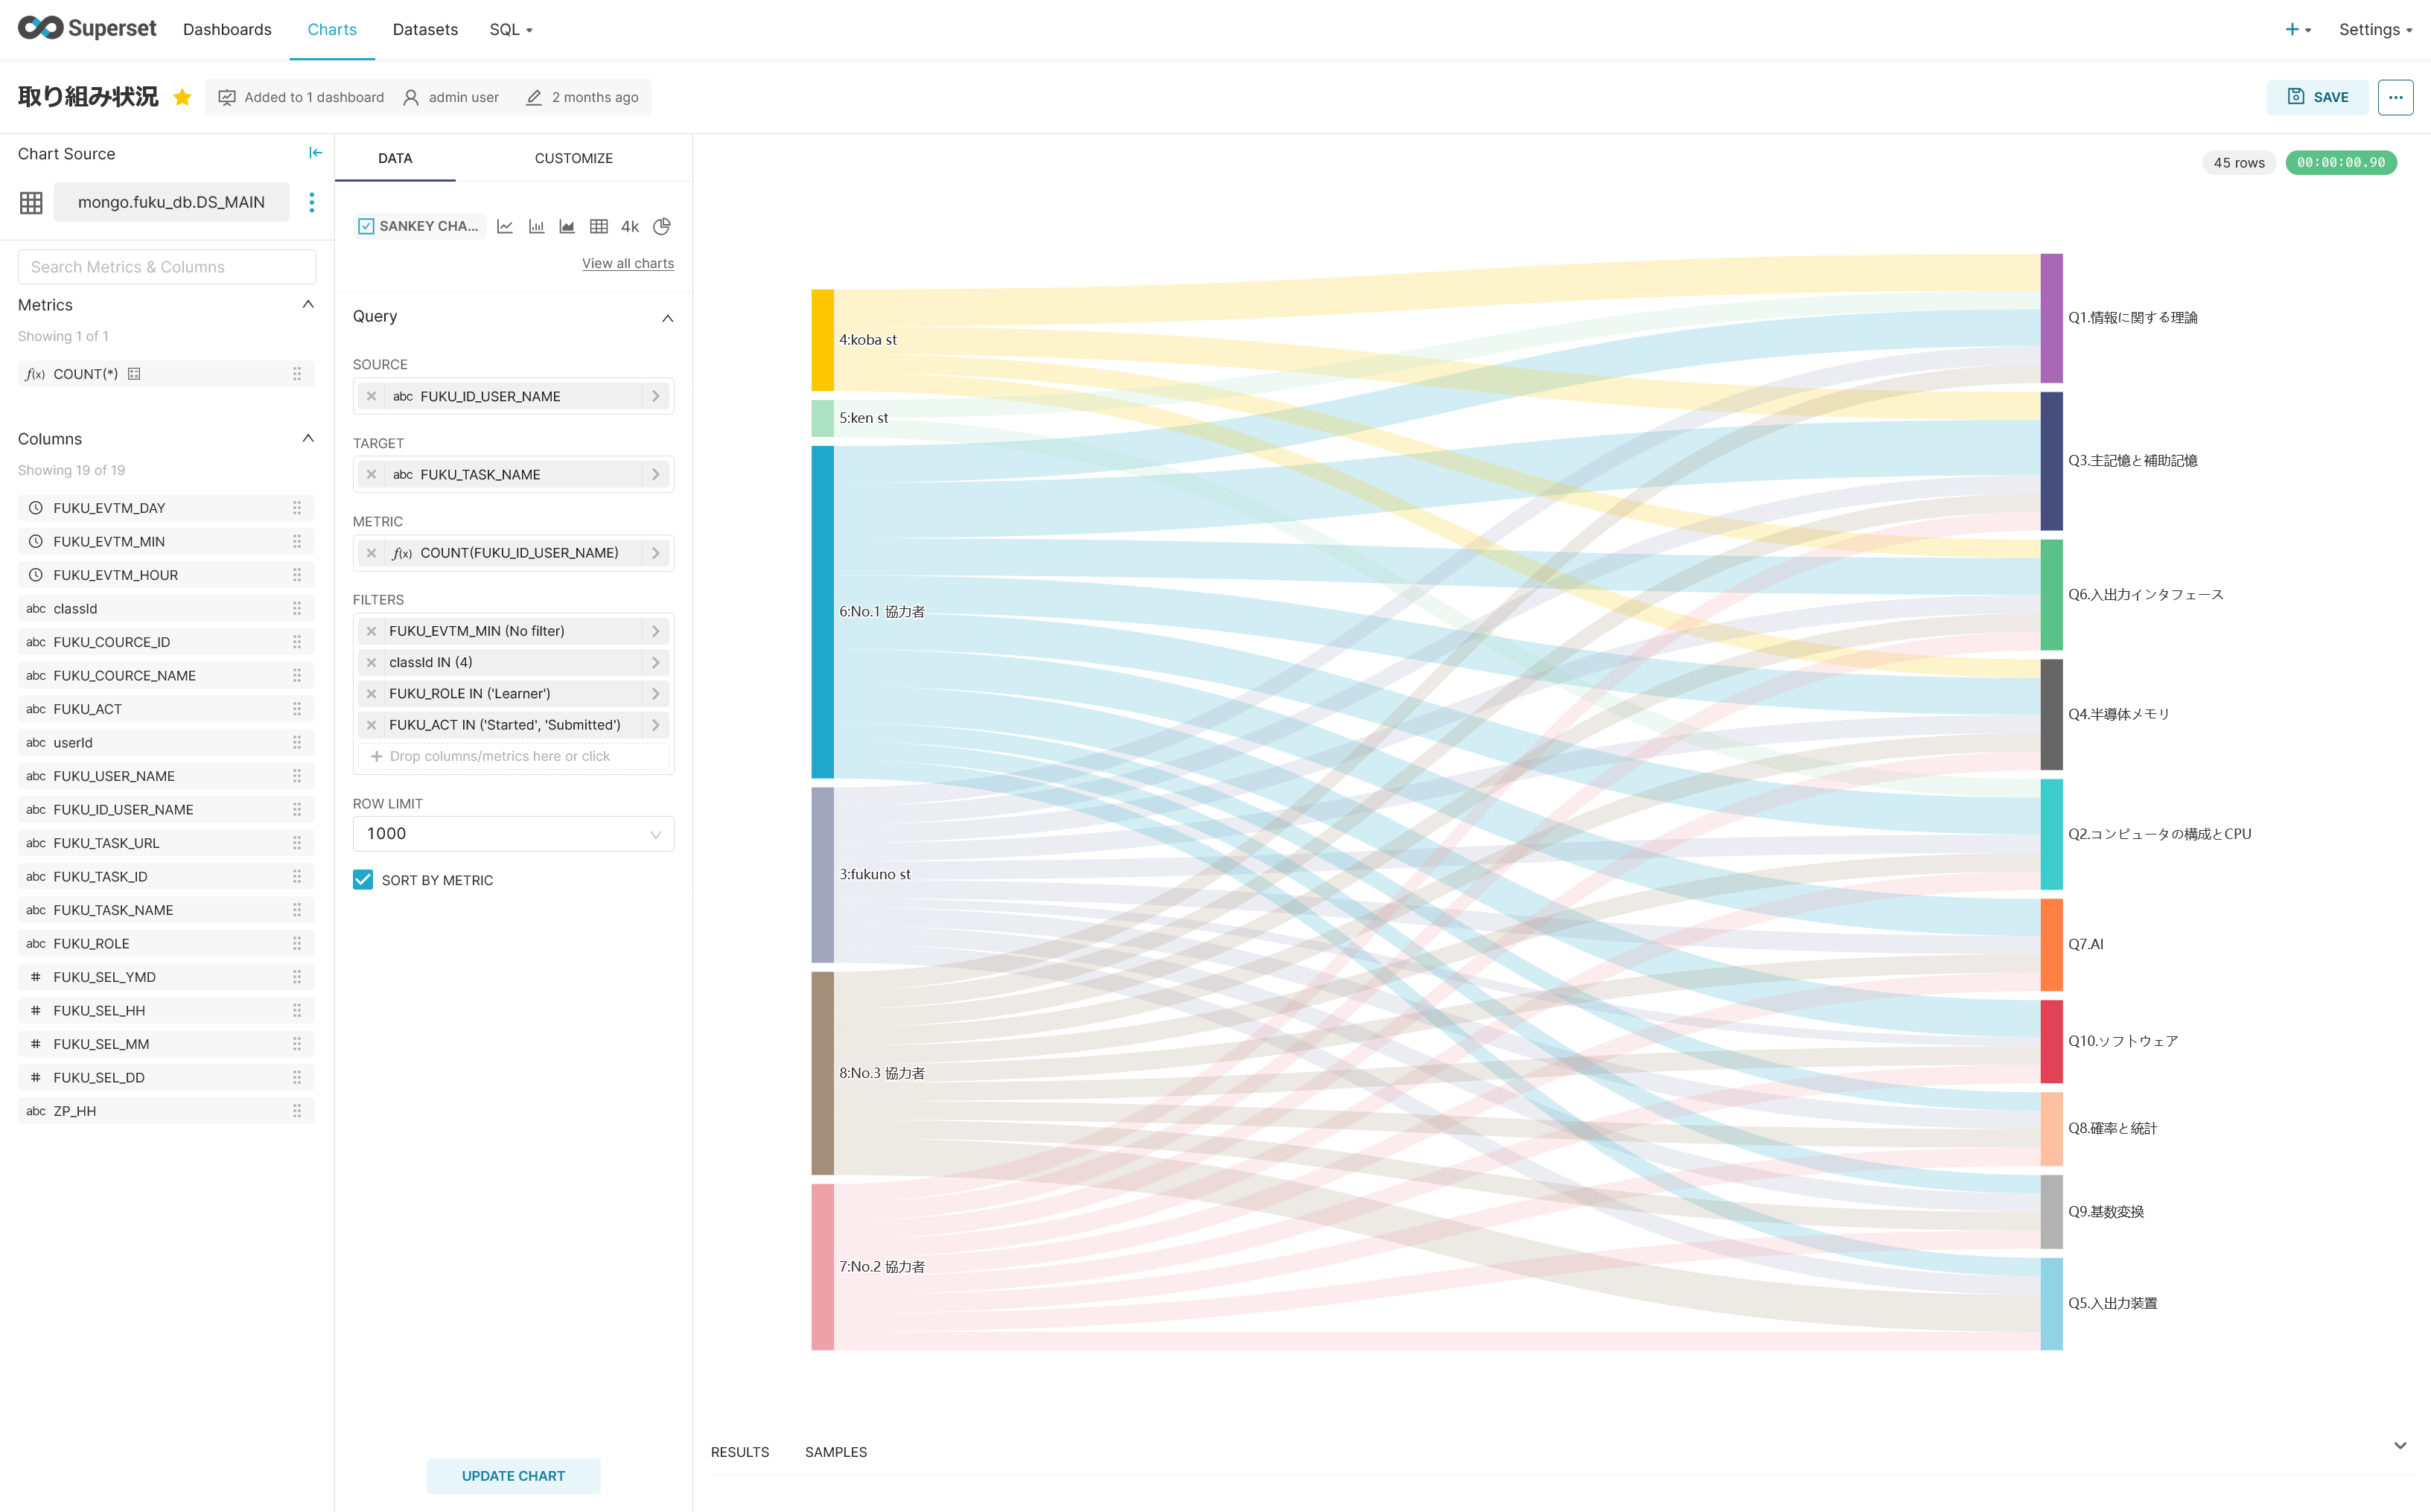 Superset
Dashboards
Charts
Datasets
SQL
Settings
取り組み状況
Added to 1 dashboard
admin user
2 months ago
SAVE
Chart Source
mongo.fuku_db.DS_MAIN
Search Metrics & Columns
Metrics
Showing 1 of 1
f(x) COUNT(*)
Columns
Showing 19 of 19
FUKU_EVTM_DAY
FUKU_EVTM_MIN
FUKU_EVTM_HOUR
abc classId
abc FUKU_COURCE_ID
abc FUKU_COURCE_NAME
abc FUKU_ACT
abc userId
abc FUKU_USER_NAME
abc FUKU_ID_USER_NAME
abc FUKU_TASK_URL
abc FUKU_TASK_ID
abc FUKU_TASK_NAME
abc FUKU_ROLE
# FUKU_SEL_YMD
# FUKU_SEL_HH
# FUKU_SEL_MM
# FUKU_SEL_DD
abc ZP_HH
DATA
CUSTOMIZE
SANKEY CHA...
4k
View all charts
Query
SOURCE
abc FUKU_ID_USER_NAME
TARGET
abc FUKU_TASK_NAME
METRIC
f(x) COUNT(FUKU_ID_USER_NAME)
FILTERS
FUKU_EVTM_MIN (No filter)
classId IN (4)
FUKU_ROLE IN ('Learner')
FUKU_ACT IN ('Started', 'Submitted')
+ Drop columns/metrics here or click
ROW LIMIT
1000
SORT BY METRIC
UPDATE CHART
45 rows
00:00:00.90
4:koba st
5:ken st
6:No.1 協力者
3:fukuno st
8:No.3 協力者
7:No.2 協力者
Q1.情報に関する理論
Q3.主記憶と補助記憶
Q6.入出力インタフェース
Q4.半導体メモリ
Q2.コンピュータの構成とCPU
Q7.AI
Q10.ソフトウェア
Q8.確率と統計
Q9.基数変換
Q5.入出力装置
RESULTS
SAMPLES